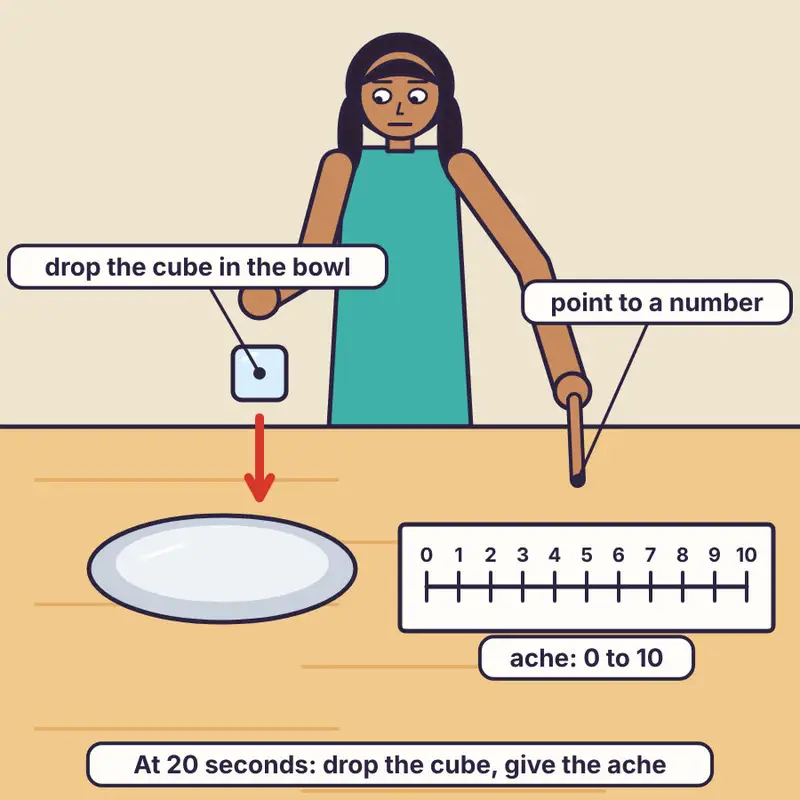 drop the cube in the bowl
point to a number
0 1 2 3 4 5 6 7 8 9 10
ache: 0 to 10
At 20 seconds: drop the cube, give the ache